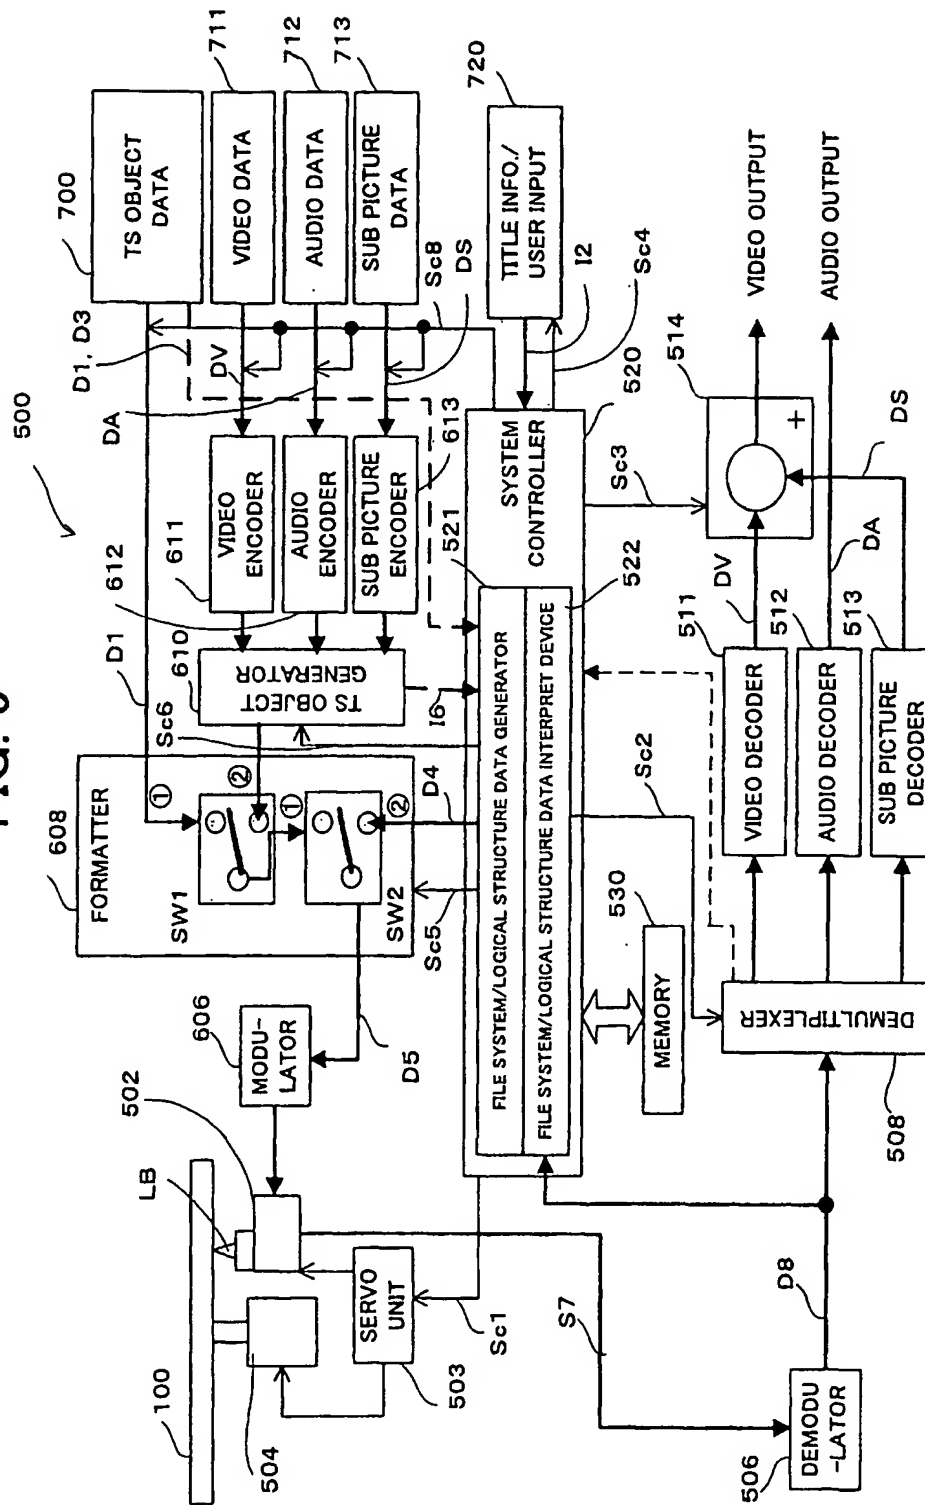 500
700
TS OBJECT
DATA
711
VIDEO DATA
712
AUDIO DATA
713
SUB PICTURE
DATA
720
TITLE INFO./
USER INPUT
D1, D3
DV
DA
Sc8
DS
I2
Sc4
D1
612
611
VIDEO
ENCODER
AUDIO
ENCODER
SUB PICTURE
ENCODER
613
610
TS OBJECT
GENERATOR
Sc6
I6
608
FORMATTER
①
②
SW1
①
②
SW2
Sc5
D4
D5
606
MODU-
LATOR
502
LB
100
504
SERVO
UNIT
503
Sc1
S7
521
SYSTEM
CONTROLLER
520
FILE SYSTEM/LOGICAL STRUCTURE DATA GENERATOR
FILE SYSTEM/LOGICAL STRUCTURE DATA INTERPRET DEVICE
522
Sc3
Sc2
530
MEMORY
514
+
VIDEO OUTPUT
AUDIO OUTPUT
DS
DA
DV
511
VIDEO DECODER
512
AUDIO DECODER
513
SUB PICTURE
DECODER
DEMULTIPLEXER
508
D8
506
DEMODU
-LATOR